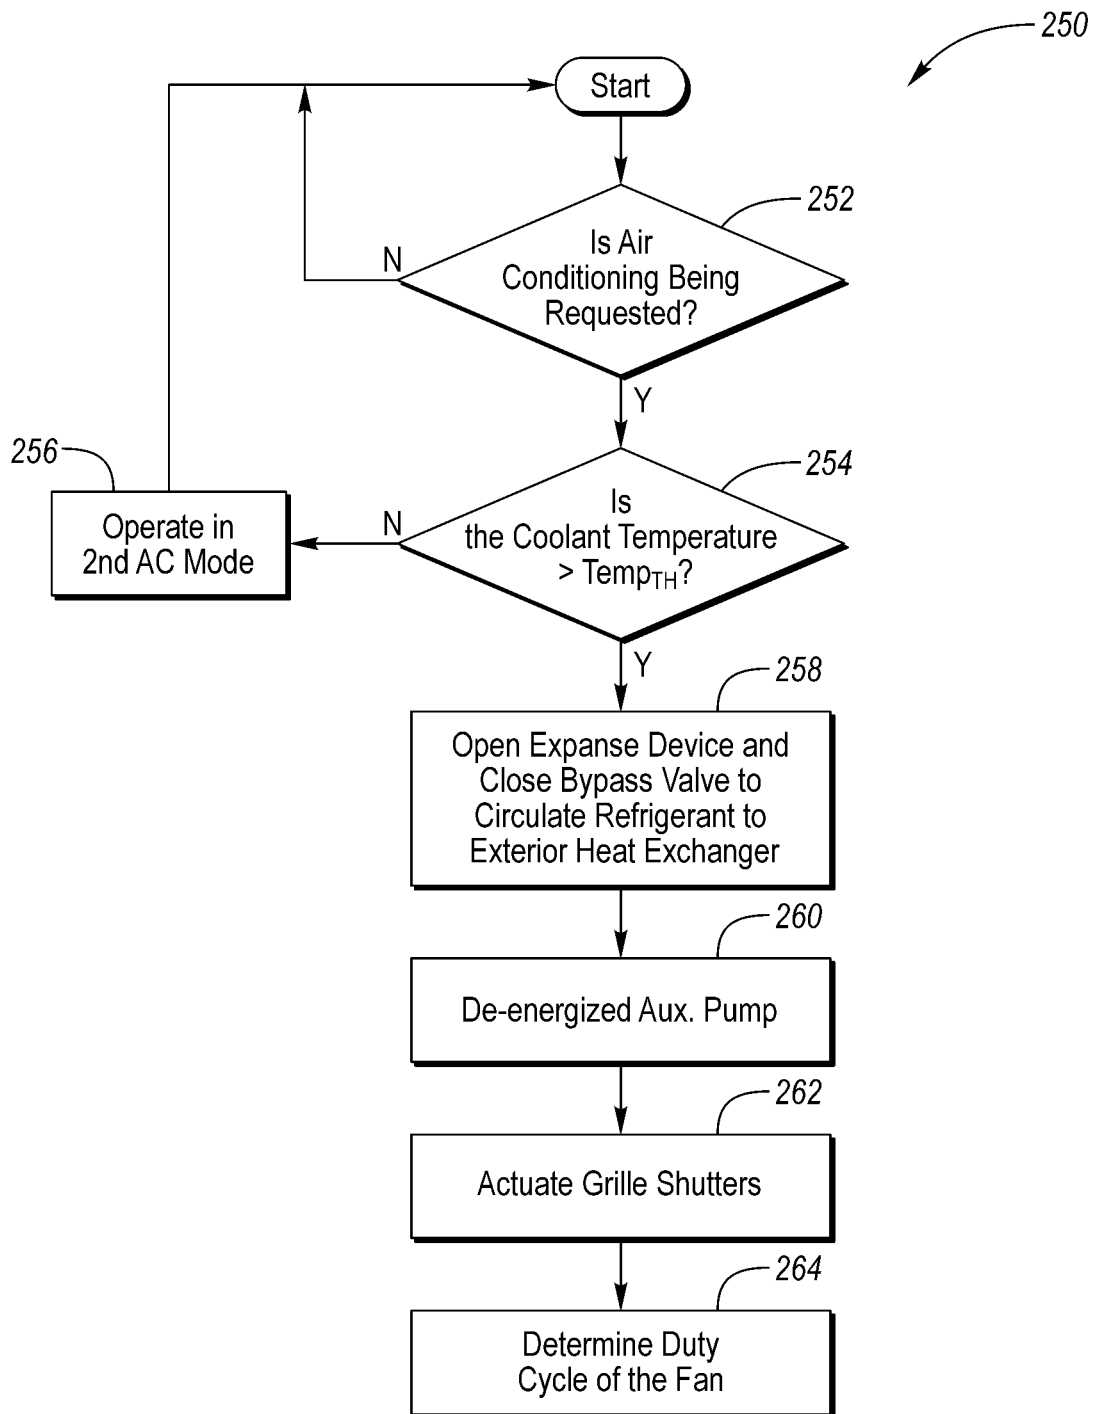 250
Start
252
Is Air
Conditioning Being
Requested?
N
Y
254
Is
the Coolant Temperature
> TempTH?
N
256
Operate in
2nd AC Mode
Y
258
Open Expanse Device and
Close Bypass Valve to
Circulate Refrigerant to
Exterior Heat Exchanger
260
De-energized Aux. Pump
262
Actuate Grille Shutters
264
Determine Duty
Cycle of the Fan